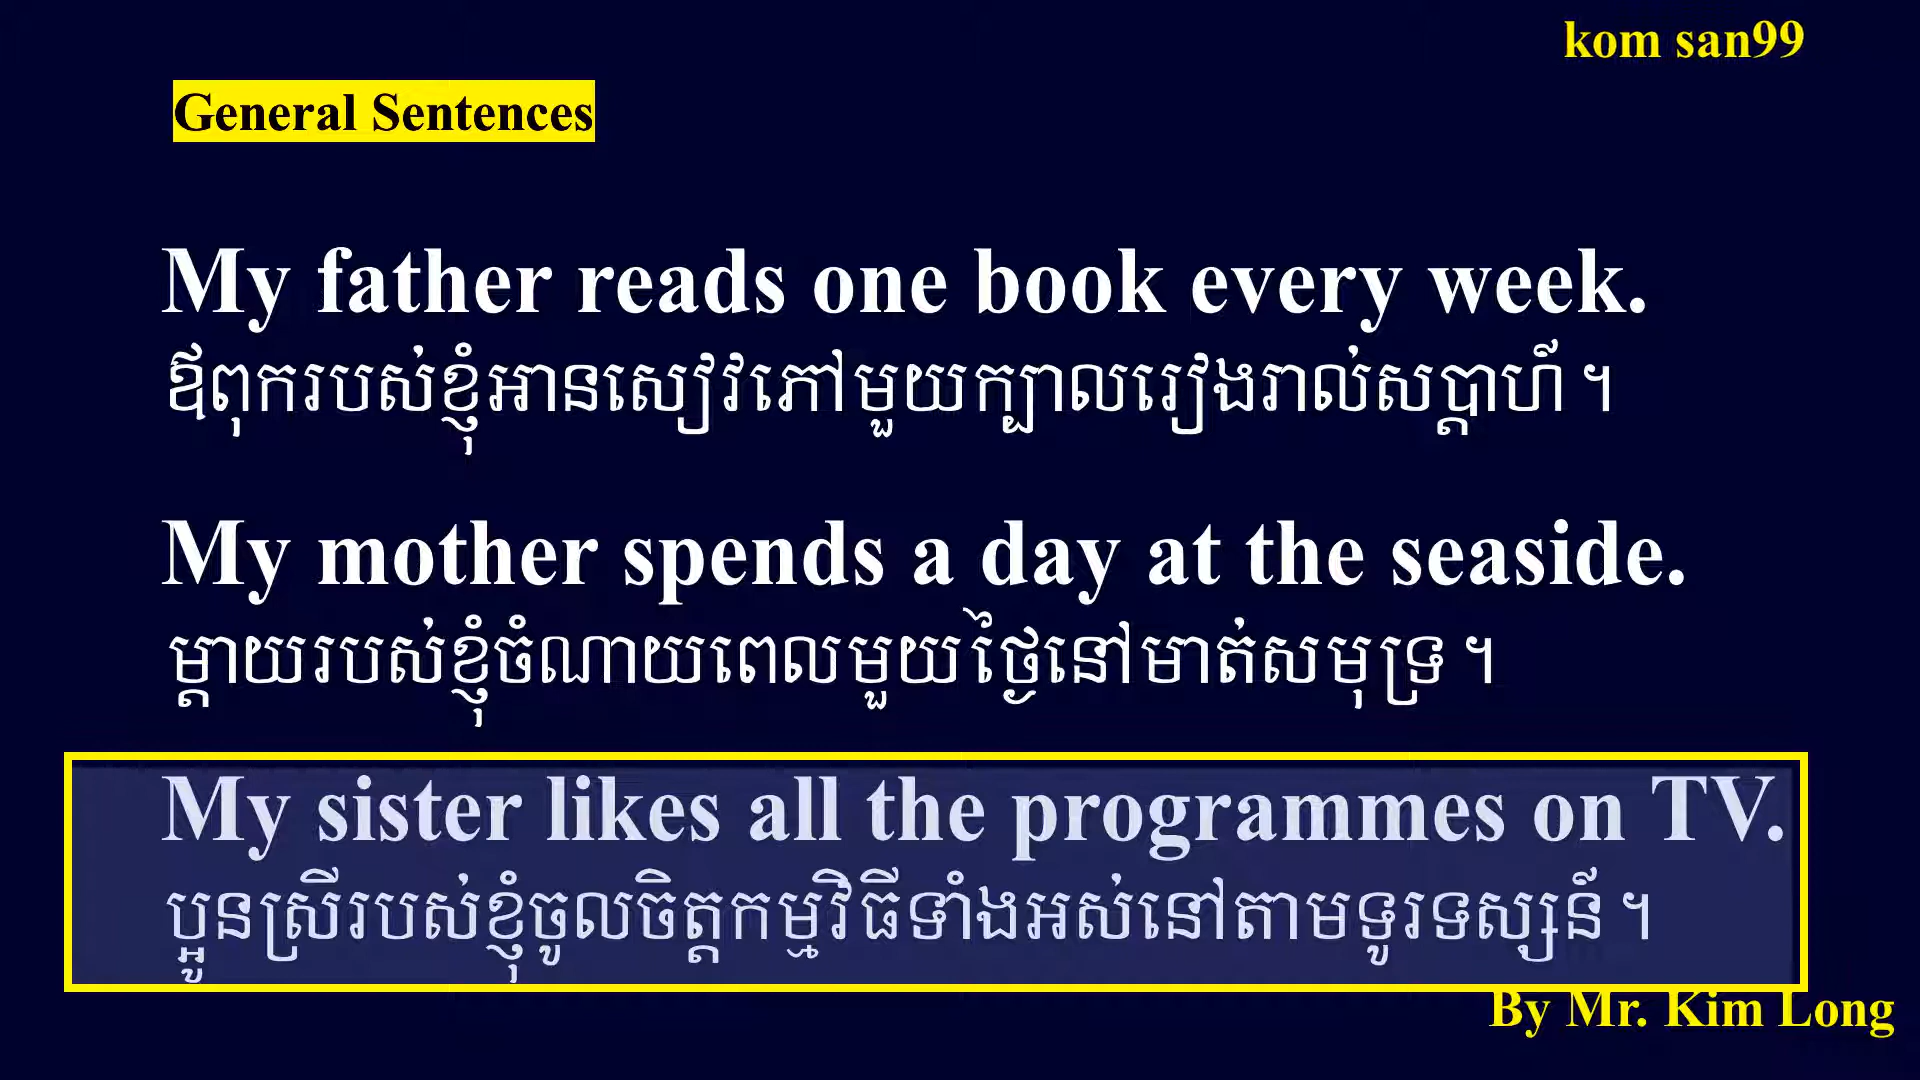 kom san99
General Sentences
My father reads one book every week.
ឪពុករបស់ខ្ញុំអានសៀវភៅមួយក្បាលរៀងរាល់សប្ដាហ៍។
My mother spends a day at the seaside.
ម្ដាយរបស់ខ្ញុំចំណាយពេលមួយថ្ងៃនៅមាត់សមុទ្រ។
My sister likes all the programmes on TV.
ប្អូនស្រីរបស់ខ្ញុំចូលចិត្តកម្មវិធីទាំងអស់នៅតាមទូរទស្សន៍។
By Mr. Kim Long